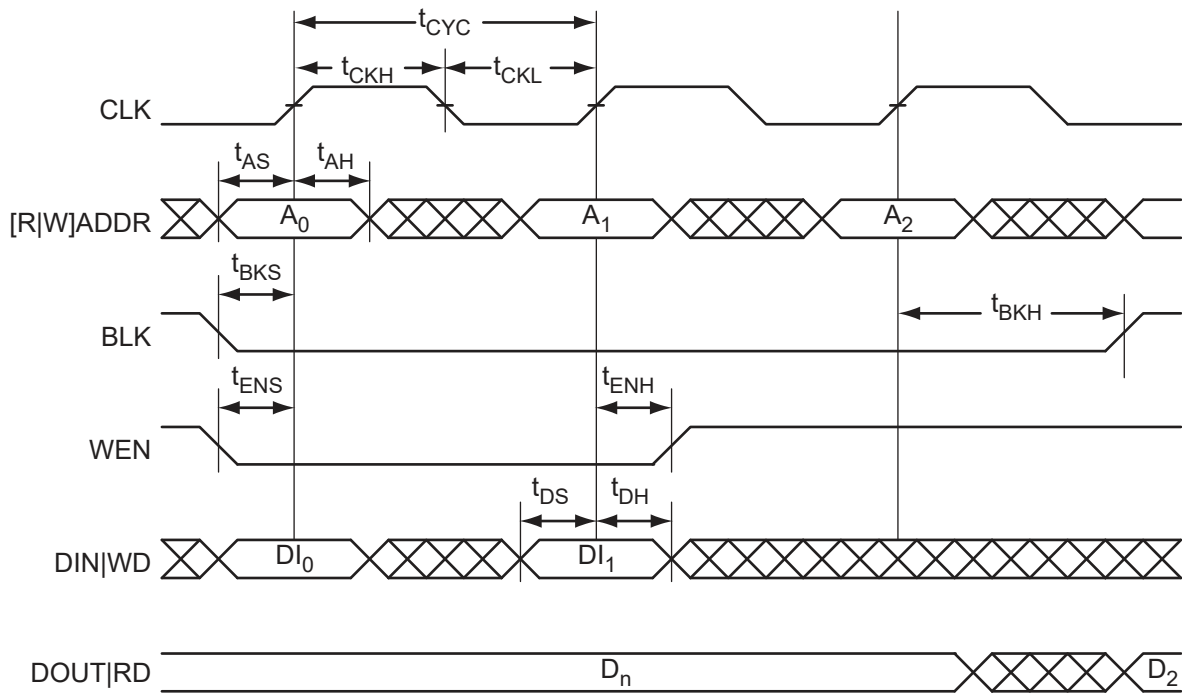 tCYC
tCKH tCKL
CLK
tAS tAH
[R|W]ADDR A0 A1 A2
tBKS
tBKH
BLK
tENS tENH
WEN
tDS tDH
DIN|WD DI0 DI1
DOUT|RD Dn D2